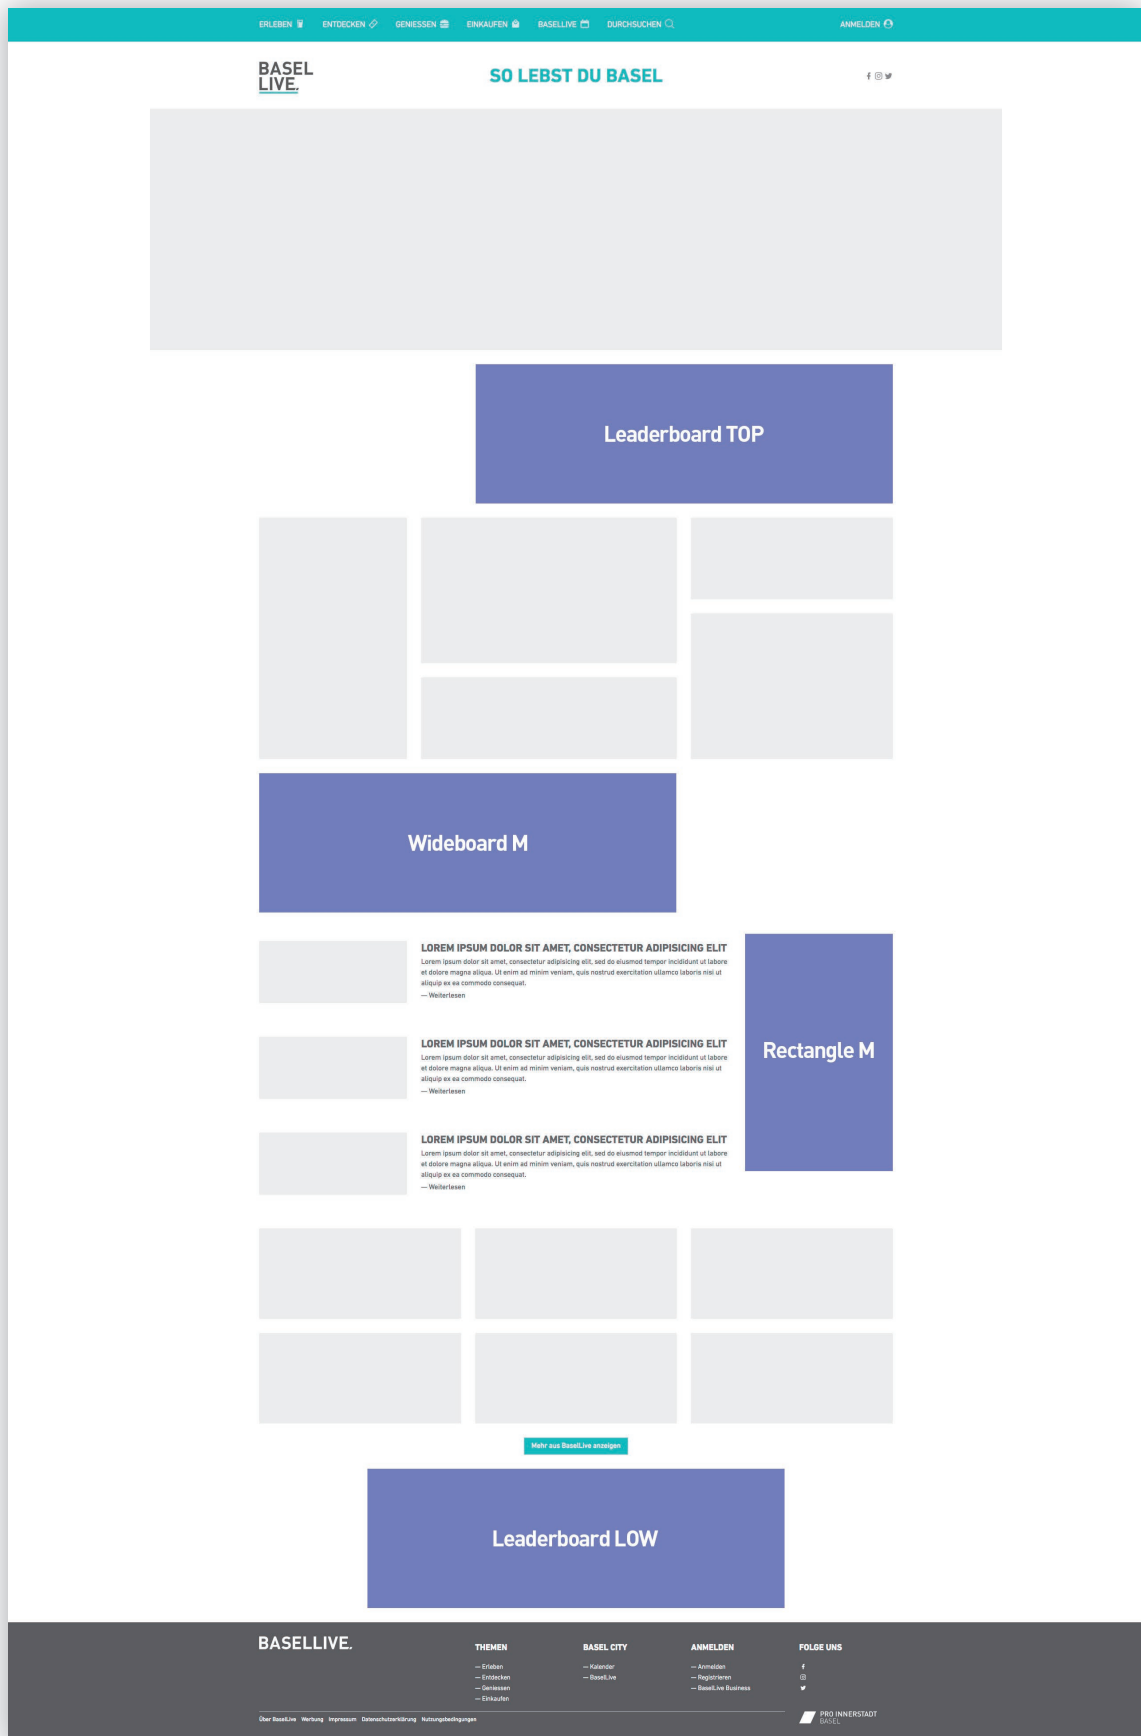 ERLEBEN ENTDECKEN GENIESSEN EINKAUFEN BASELLIVE DURCHSUCHEN ANMELDEN
BASEL
LIVE.
SO LEBST DU BASEL
Leaderboard TOP
Wideboard M
LOREM IPSUM DOLOR SIT AMET, CONSECTETUR ADIPISICING ELIT
Lorem ipsum dolor sit amet, consectetur adipisicing elit, sed do eiusmod tempor incididunt ut labore
et dolore magna aliqua. Ut enim ad minim veniam, quis nostrud exercitation ullamco laboris nisi ut
aliquip ex ea commodo consequat.
— Weiterlesen
LOREM IPSUM DOLOR SIT AMET, CONSECTETUR ADIPISICING ELIT
Lorem ipsum dolor sit amet, consectetur adipisicing elit, sed do eiusmod tempor incididunt ut labore
et dolore magna aliqua. Ut enim ad minim veniam, quis nostrud exercitation ullamco laboris nisi ut
aliquip ex ea commodo consequat.
— Weiterlesen
LOREM IPSUM DOLOR SIT AMET, CONSECTETUR ADIPISICING ELIT
Lorem ipsum dolor sit amet, consectetur adipisicing elit, sed do eiusmod tempor incididunt ut labore
et dolore magna aliqua. Ut enim ad minim veniam, quis nostrud exercitation ullamco laboris nisi ut
aliquip ex ea commodo consequat.
— Weiterlesen
Rectangle M
Mehr aus BaselLive anzeigen
Leaderboard LOW
BASELLIVE.
THEMEN
— Erleben
— Entdecken
— Geniessen
— Einkaufen
BASEL CITY
— Kalender
— BaselLive
ANMELDEN
— Anmelden
— Registrieren
— BaselLive Business
FOLGE UNS
Über BaselLive Werbung Impressum Datenschutzerklärung Nutzungsbedingungen
PRO INNERSTADT
BASEL